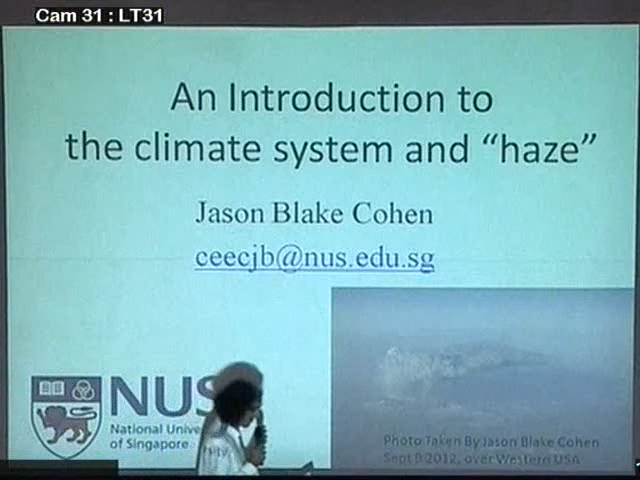 Cam 31 : LT31
An Introduction to
the climate system and “haze”
Jason Blake Cohen
ceecjb@nus.edu.sg
NUS
National Unive
of Singapore
Photo Taken By Jason Blake Cohen
Sept 9 2012, over Western USA